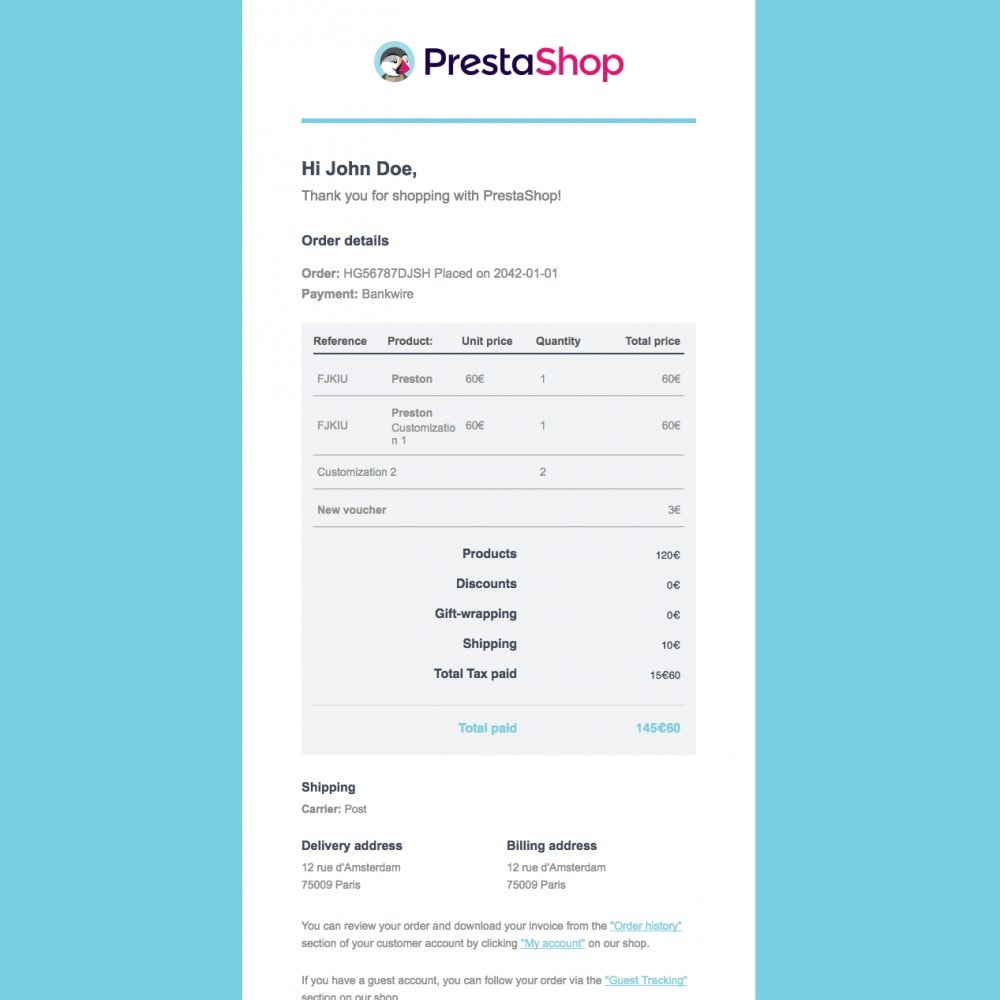 PrestaShop
Hi John Doe,
Thank you for shopping with PrestaShop!
Order details
Order: HG56787DJSH Placed on 2042-01-01
Payment: Bankwire
Reference Product: Unit price Quantity Total price
FJKIU Preston 60€ 1 60€
Preston
FJKIU Customizatio 60€ 1 60€
n 1
Customization 2 2
New voucher 3€
Products 120€
Discounts 0€
Gift-wrapping 0€
Shipping 10€
Total Tax paid 15€60
Total paid 145€60
Shipping
Carrier: Post
Delivery address Billing address
12 rue d'Amsterdam 12 rue d'Amsterdam
75009 Paris 75009 Paris
You can review your order and download your invoice from the "Order history"
section of your customer account by clicking "My account" on our shop.
If you have a guest account, you can follow your order via the "Guest Tracking"
section on our shop